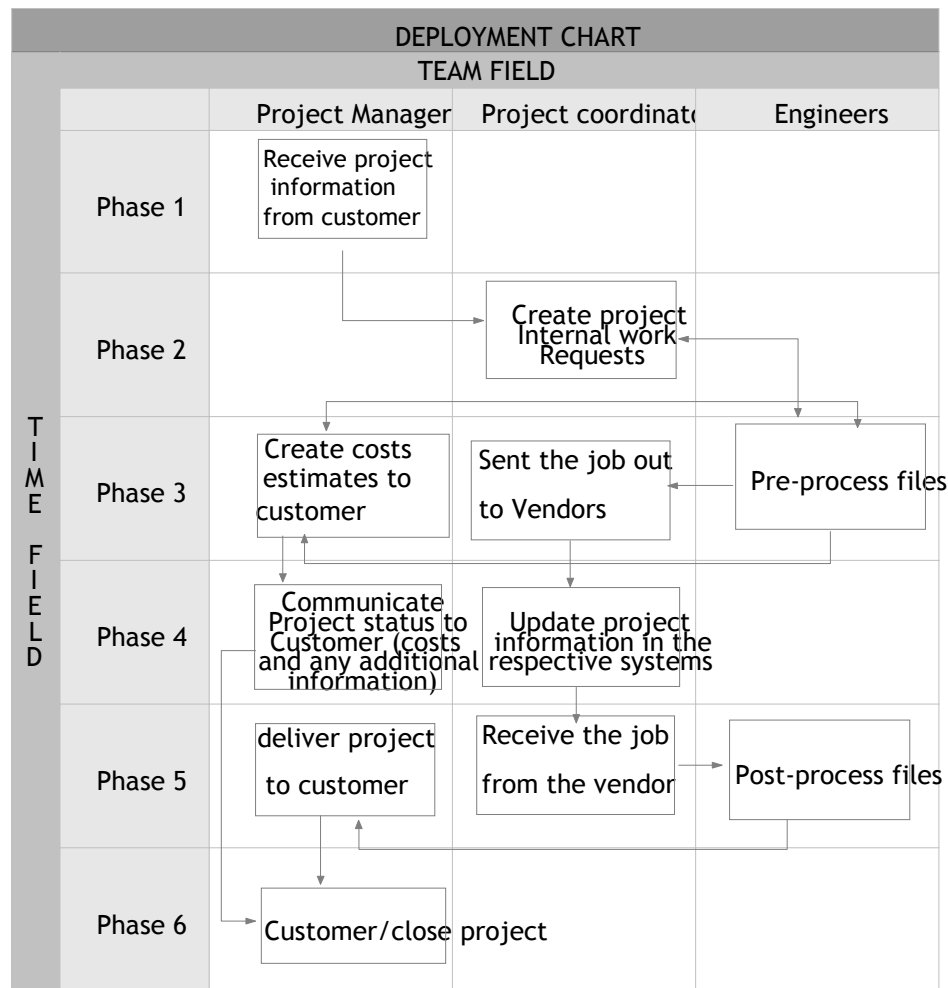 DEPLOYMENT CHART
TEAM FIELD
Project Manager
Project coordinato
Engineers
TIME FIELD
Phase 1
Receive project
information
from customer
Phase 2
Create project
Internal work
Requests
Phase 3
Create costs
estimates to
customer
Sent the job out
to Vendors
Pre-process files
Phase 4
Communicate
Project status to
Customer (costs
and any additional
information)
Update project
information in the
respective systems
Phase 5
deliver project
to customer
Receive the job
from the vendor
Post-process files
Phase 6
Customer/close project